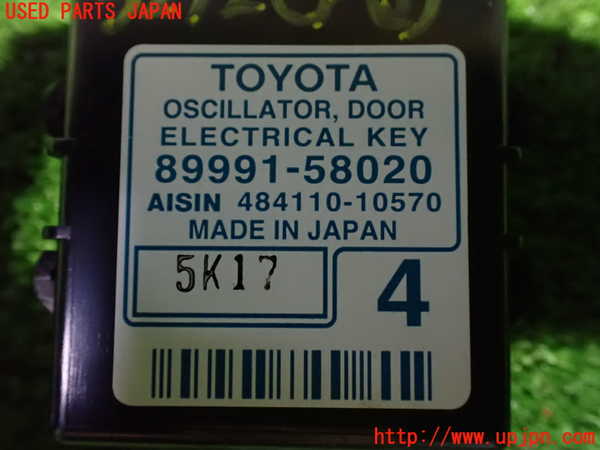 USED PARTS JAPAN
TOYOTA
OSCILLATOR, DOOR
ELECTRICAL KEY
89991-58020
AISIN 484110-10570
MADE IN JAPAN
5K17
4
http://www.upjpn.com/